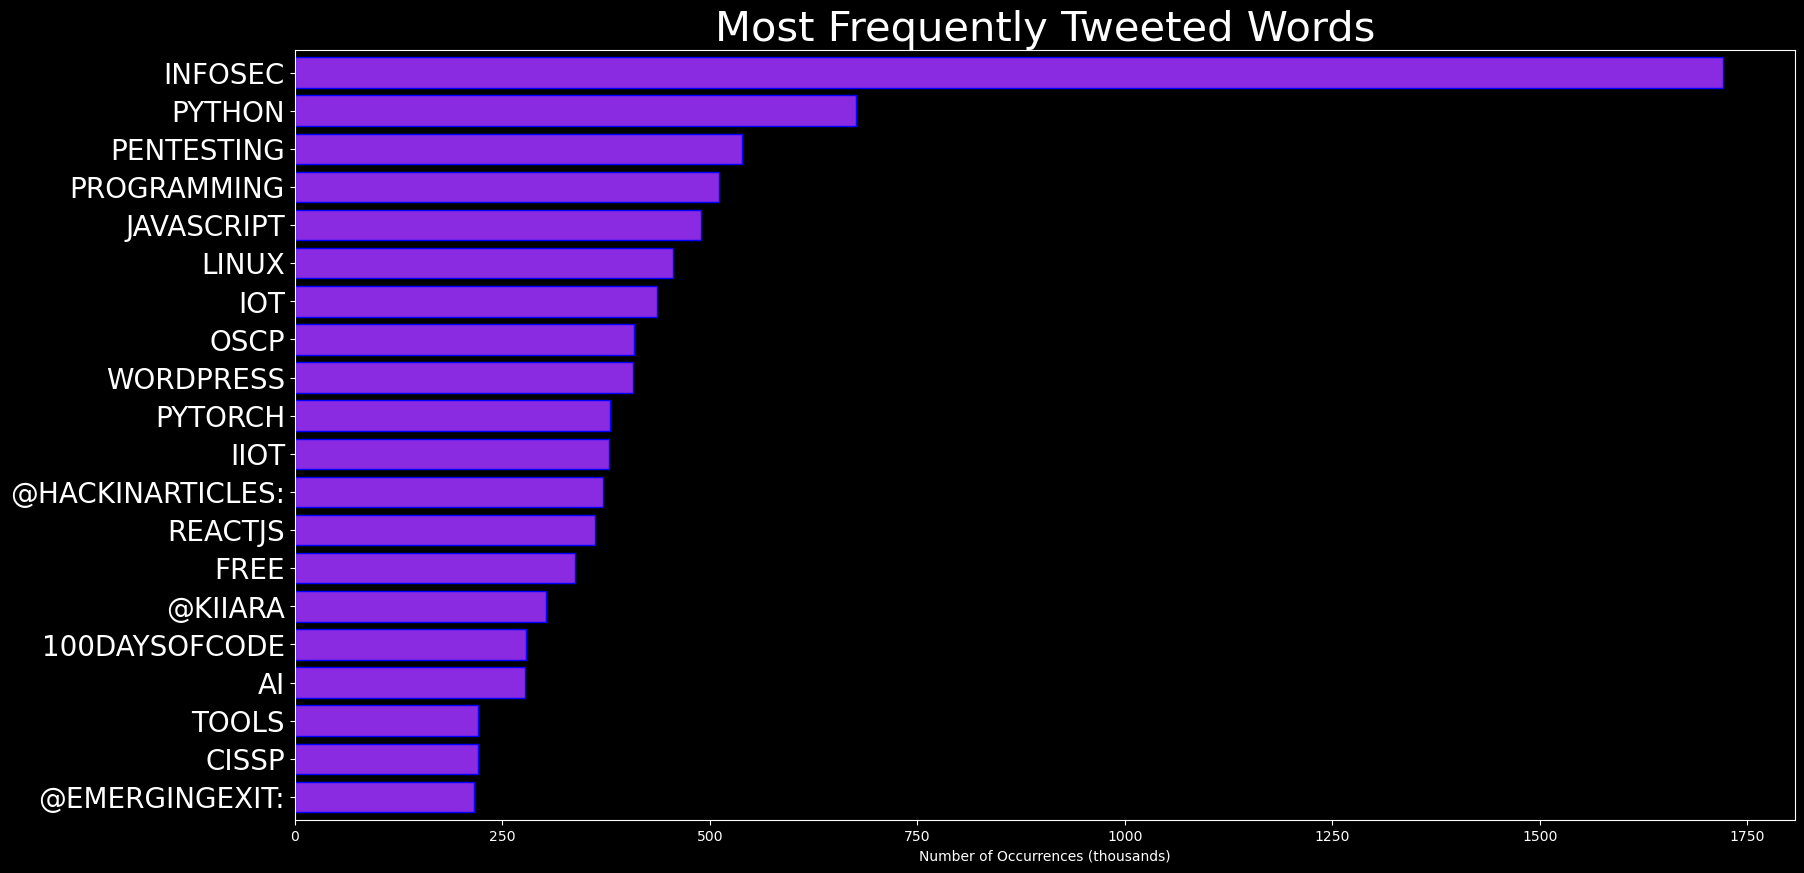 Most Frequently Tweeted Words
INFOSEC
PYTHON
PENTESTING
PROGRAMMING
JAVASCRIPT
LINUX
IOT
OSCP
WORDPRESS
PYTORCH
IIOT
@HACKINARTICLES:
REACTJS
FREE
@KIIARA
100DAYSOFCODE
AI
TOOLS
CISSP
@EMERGINGEXIT:
0 250 500 750 1000 1250 1500 1750
Number of Occurrences (thousands)